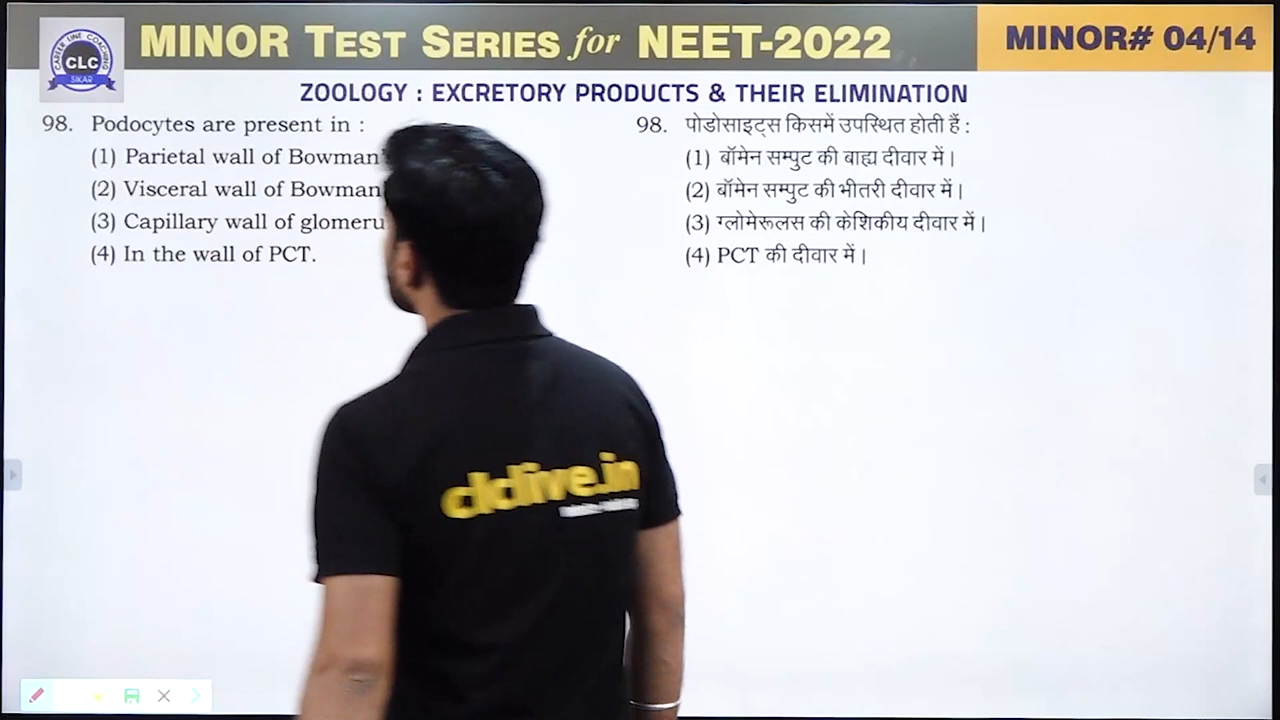 MINOR TEST SERIES for NEET-2022
MINOR# 04/14
CAREER LINE COACHING
CLC
SIKAR
ZOOLOGY : EXCRETORY PRODUCTS & THEIR ELIMINATION
98. Podocytes are present in :
(1) Parietal wall of Bowman'
(2) Visceral wall of Bowman
(3) Capillary wall of glomeru
(4) In the wall of PCT.
98. पोडोसाइट्स किसमें उपस्थित होती हैं :
(1) बॉमेन सम्पुट की बाह्य दीवार में।
(2) बॉमेन सम्पुट की भीतरी दीवार में।
(3) ग्लोमेरूलस की केशिकीय दीवार में।
(4) PCT की दीवार में।
clclive.in